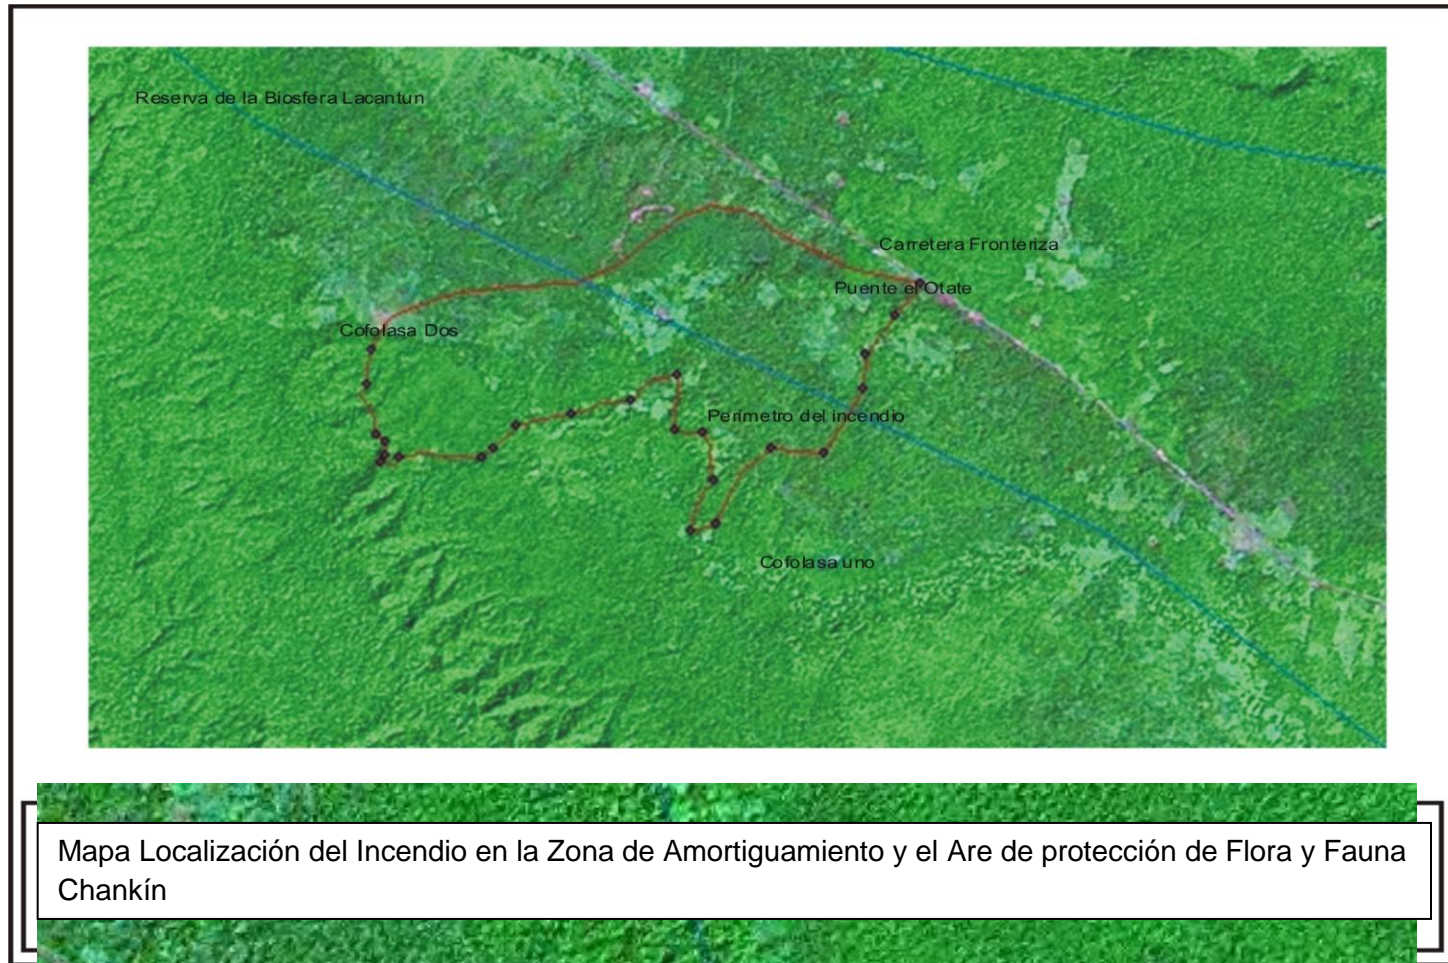 Reserva de la Biosfera Lacantun
Carretera Fronteriza
Puente el Otate
Cofolasa Dos
Perímetro del incendio
Cofolasa uno
Mapa Localización del Incendio en la Zona de Amortiguamiento y el Are de protección de Flora y Fauna
Chankín